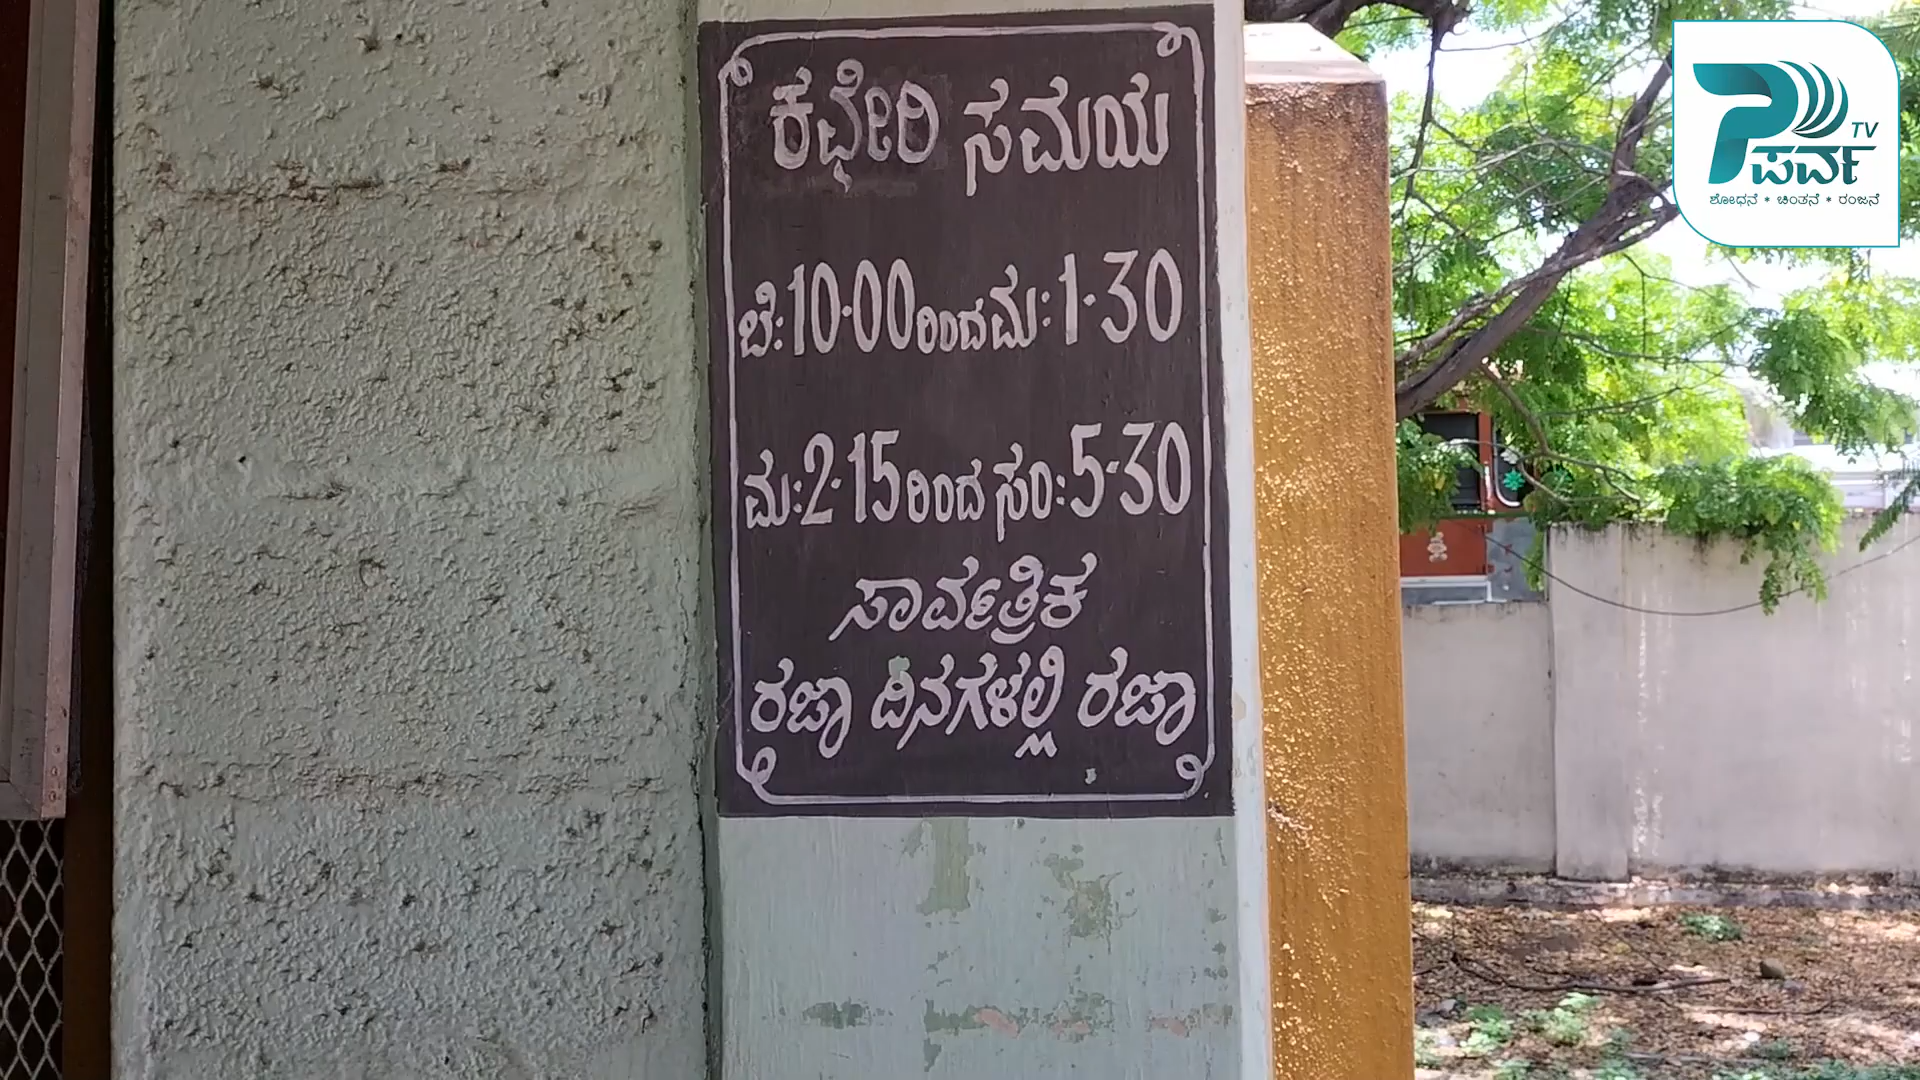 ಕಛೇರಿ ಸಮಯ
ಬೆ:10·00ರಿಂದ ಮ:1·30
ಮ:2·15ರಿಂದ ಸಂ:5·30
ಸಾರ್ವತ್ರಿಕ
ರಜಾ ದಿನಗಳಲ್ಲಿ ರಜಾ
TV
ಪರ್ವ
ಶೋಧನೆ * ಚಿಂತನೆ * ರಂಜನೆ